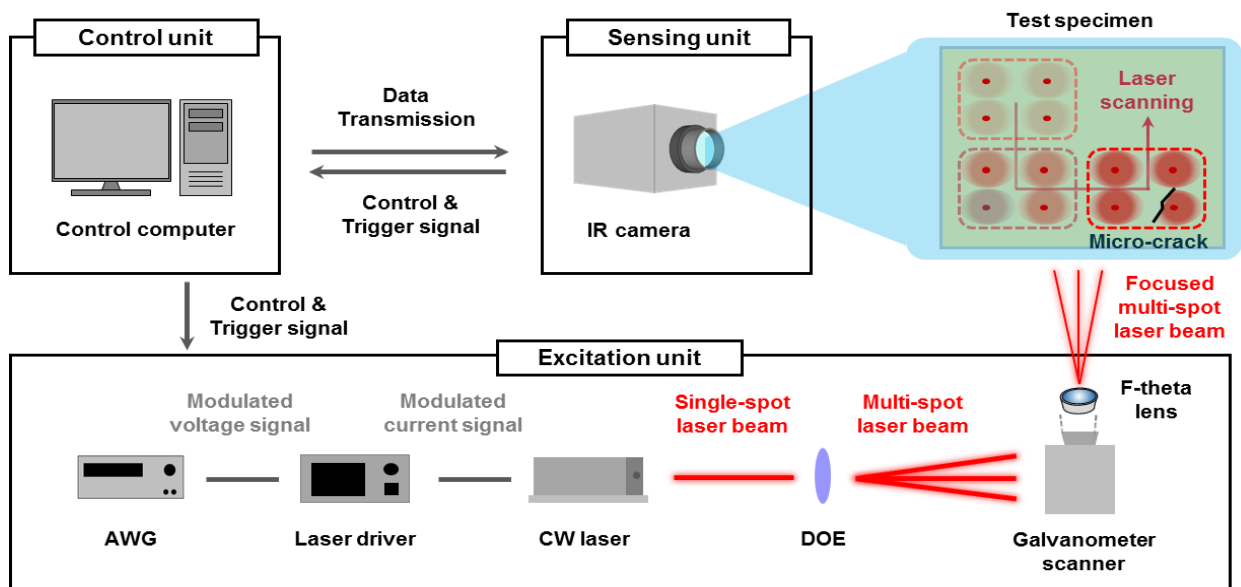 Control unit
Control computer
Data
Transmission
Control &
Trigger signal
Sensing unit
IR camera
Test specimen
Laser
scanning
Micro-crack
Control &
Trigger signal
Focused
multi-spot
laser beam
Excitation unit
Modulated
voltage signal
Modulated
current signal
Single-spot
laser beam
Multi-spot
laser beam
F-theta
lens
AWG
Laser driver
CW laser
DOE
Galvanometer
scanner